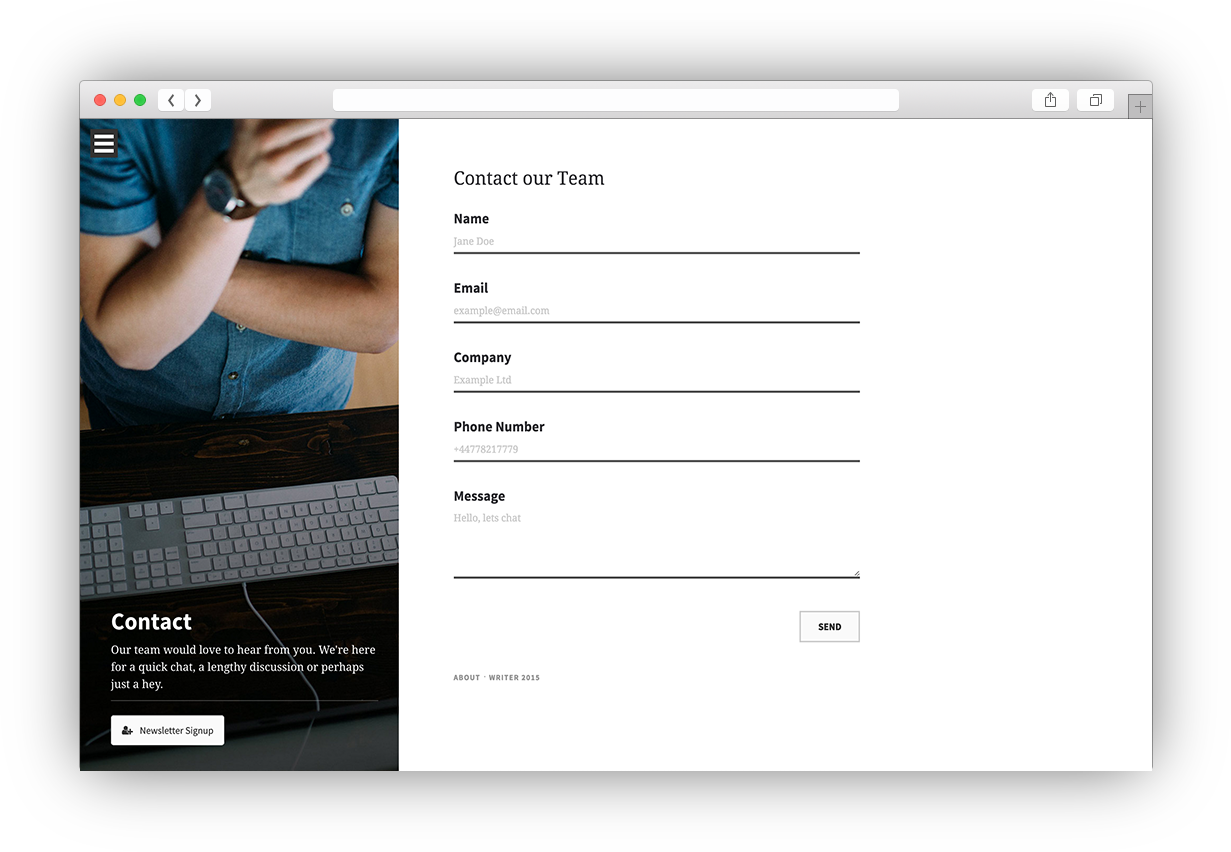 Contact our Team
Name
Jane Doe
Email
example@email.com
Company
Example Ltd
Phone Number
+44778217779
Message
Hello, lets chat
SEND
ABOUT · WRITER 2015
Contact
Our team would love to hear from you. We're here
for a quick chat, a lengthy discussion or perhaps
just a hey.
Newsletter Signup